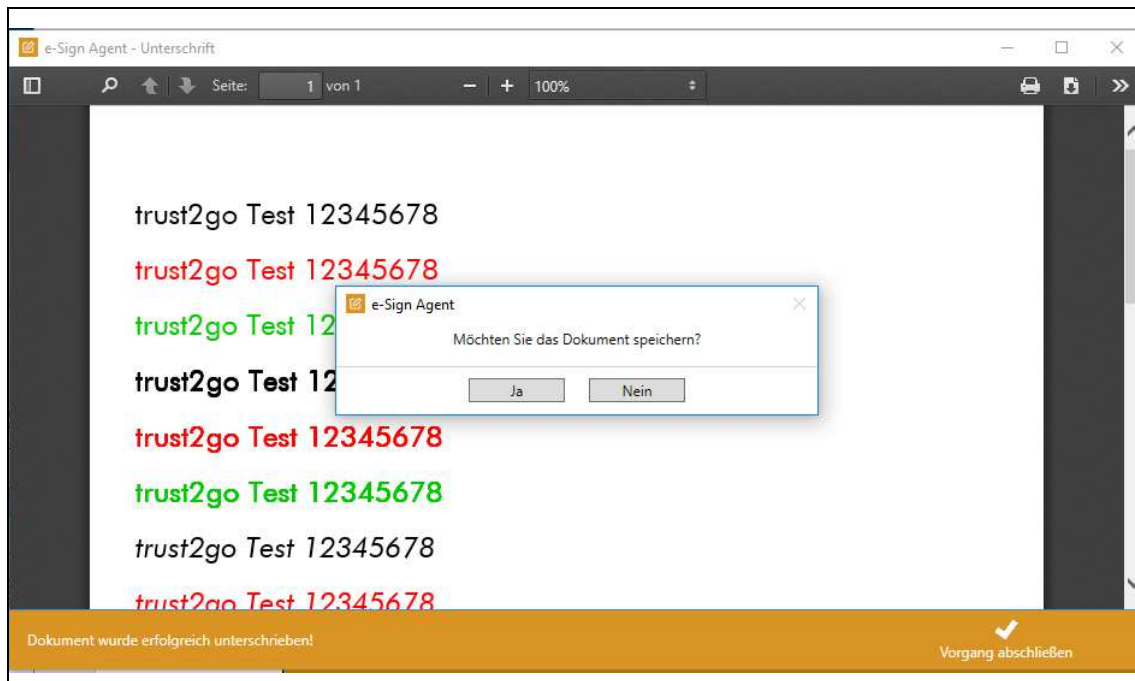 e-Sign Agent - Unterschrift
Seite: 1 von 1 100%
trust2go Test 12345678
trust2go Test 12345678
e-Sign Agent
trust2go Test 12
Möchten Sie das Dokument speichern?
trust2go Test 12
Ja Nein
trust2go Test 12345678
trust2go Test 12345678
trust2go Test 12345678
trust2go Test 12345678
Dokument wurde erfolgreich unterschrieben!
Vorgang abschließen